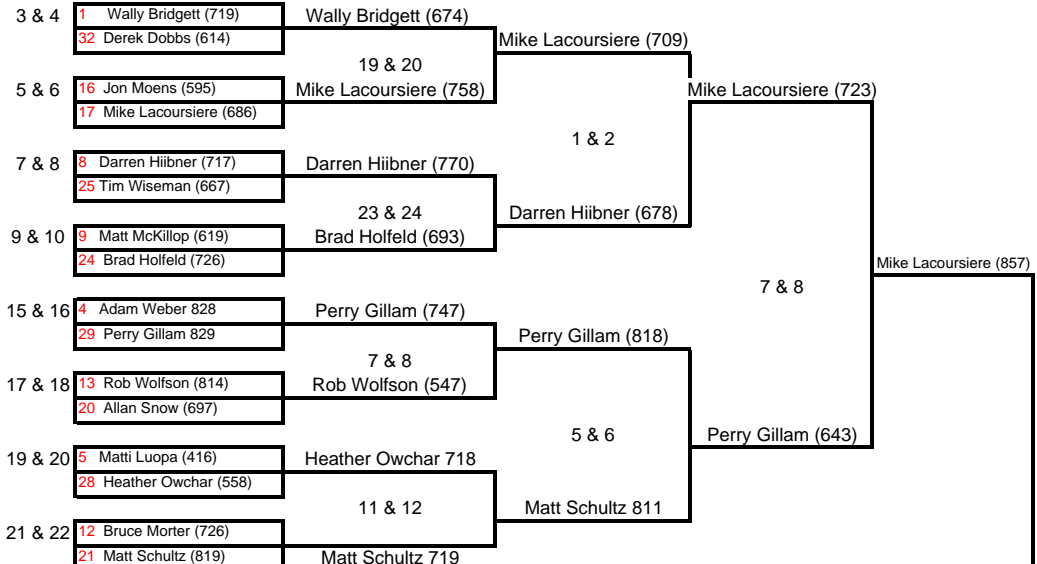 3 & 4
1 Wally Bridgett (719)
32 Derek Dobbs (614)
5 & 6
16 Jon Moens (595)
17 Mike Lacoursiere (686)
7 & 8
8 Darren Hiibner (717)
25 Tim Wiseman (667)
9 & 10
9 Matt McKillop (619)
24 Brad Holfeld (726)
15 & 16
4 Adam Weber 828
29 Perry Gillam 829
17 & 18
13 Rob Wolfson (814)
20 Allan Snow (697)
19 & 20
5 Matti Luopa (416)
28 Heather Owchar (558)
21 & 22
12 Bruce Morter (726)
21 Matt Schultz (819)
Wally Bridgett (674)
19 & 20
Mike Lacoursiere (758)
Darren Hiibner (770)
23 & 24
Brad Holfeld (693)
Perry Gillam (747)
7 & 8
Rob Wolfson (547)
Heather Owchar 718
11 & 12
Matt Schultz 719
Mike Lacoursiere (709)
1 & 2
Darren Hiibner (678)
Perry Gillam (818)
5 & 6
Matt Schultz 811
Mike Lacoursiere (723)
7 & 8
Perry Gillam (643)
Mike Lacoursiere (857)